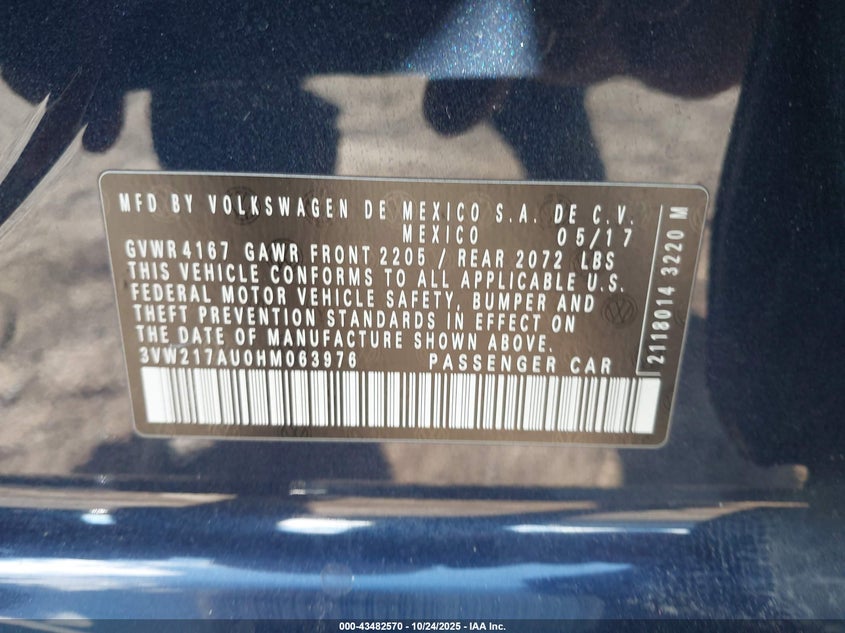 MFD BY VOLKSWAGEN DE MEXICO S.A. DE C.V.
MEXICO 05/17
GVWR 4167 GAWR FRONT 2205 / REAR 2072 LBS
THIS VEHICLE CONFORMS TO ALL APPLICABLE U.S.
FEDERAL MOTOR VEHICLE SAFETY, BUMPER AND
THEFT PREVENTION STANDARDS IN EFFECT ON
THE DATE OF MANUFACTURE SHOWN ABOVE.
3VW217AU0HM063976 PASSENGER CAR
2118014 3220 M
000-43482570 - 10/24/2025 - IAA Inc.